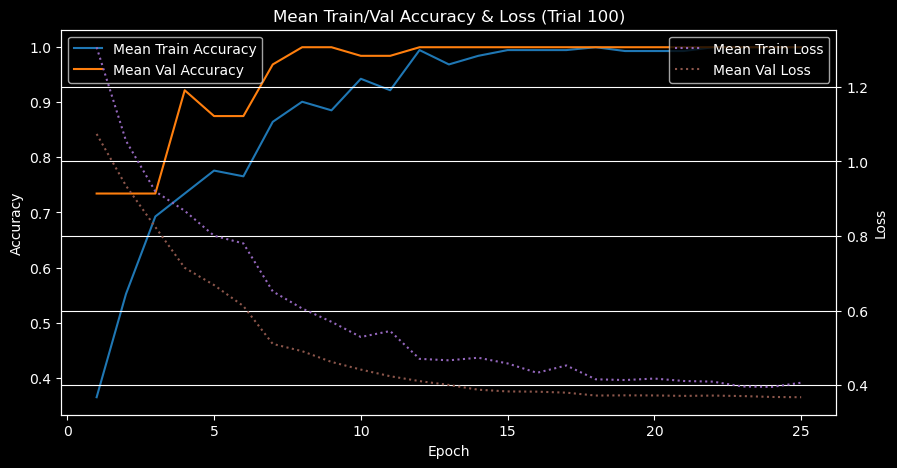 Mean Train/Val Accuracy & Loss (Trial 100)
Mean Train Accuracy
Mean Val Accuracy
Mean Train Loss
Mean Val Loss
1.0
0.9
0.8
0.7
0.6
0.5
0.4
Accuracy
1.2
1.0
0.8
0.6
0.4
Loss
0
5
10
15
20
25
Epoch